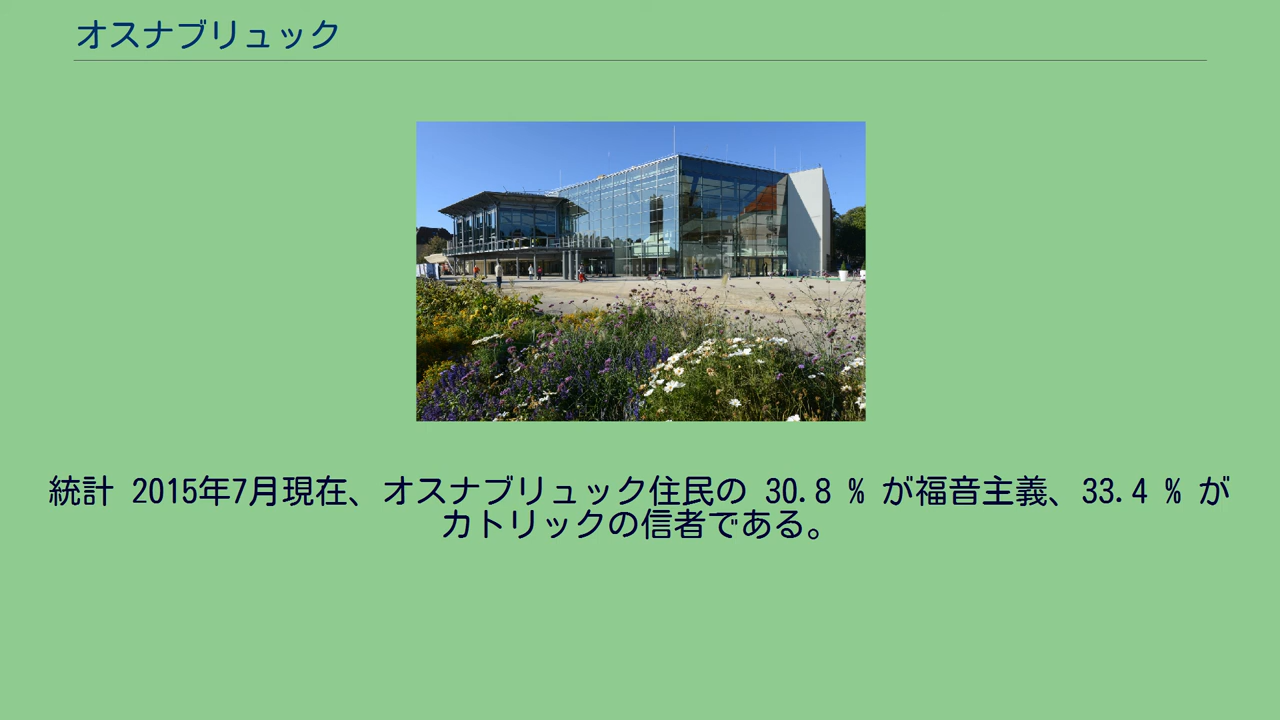 オスナブリュック
統計 2015年7月現在、オスナブリュック住民の 30.8 % が福音主義、33.4 % が
カトリックの信者である。